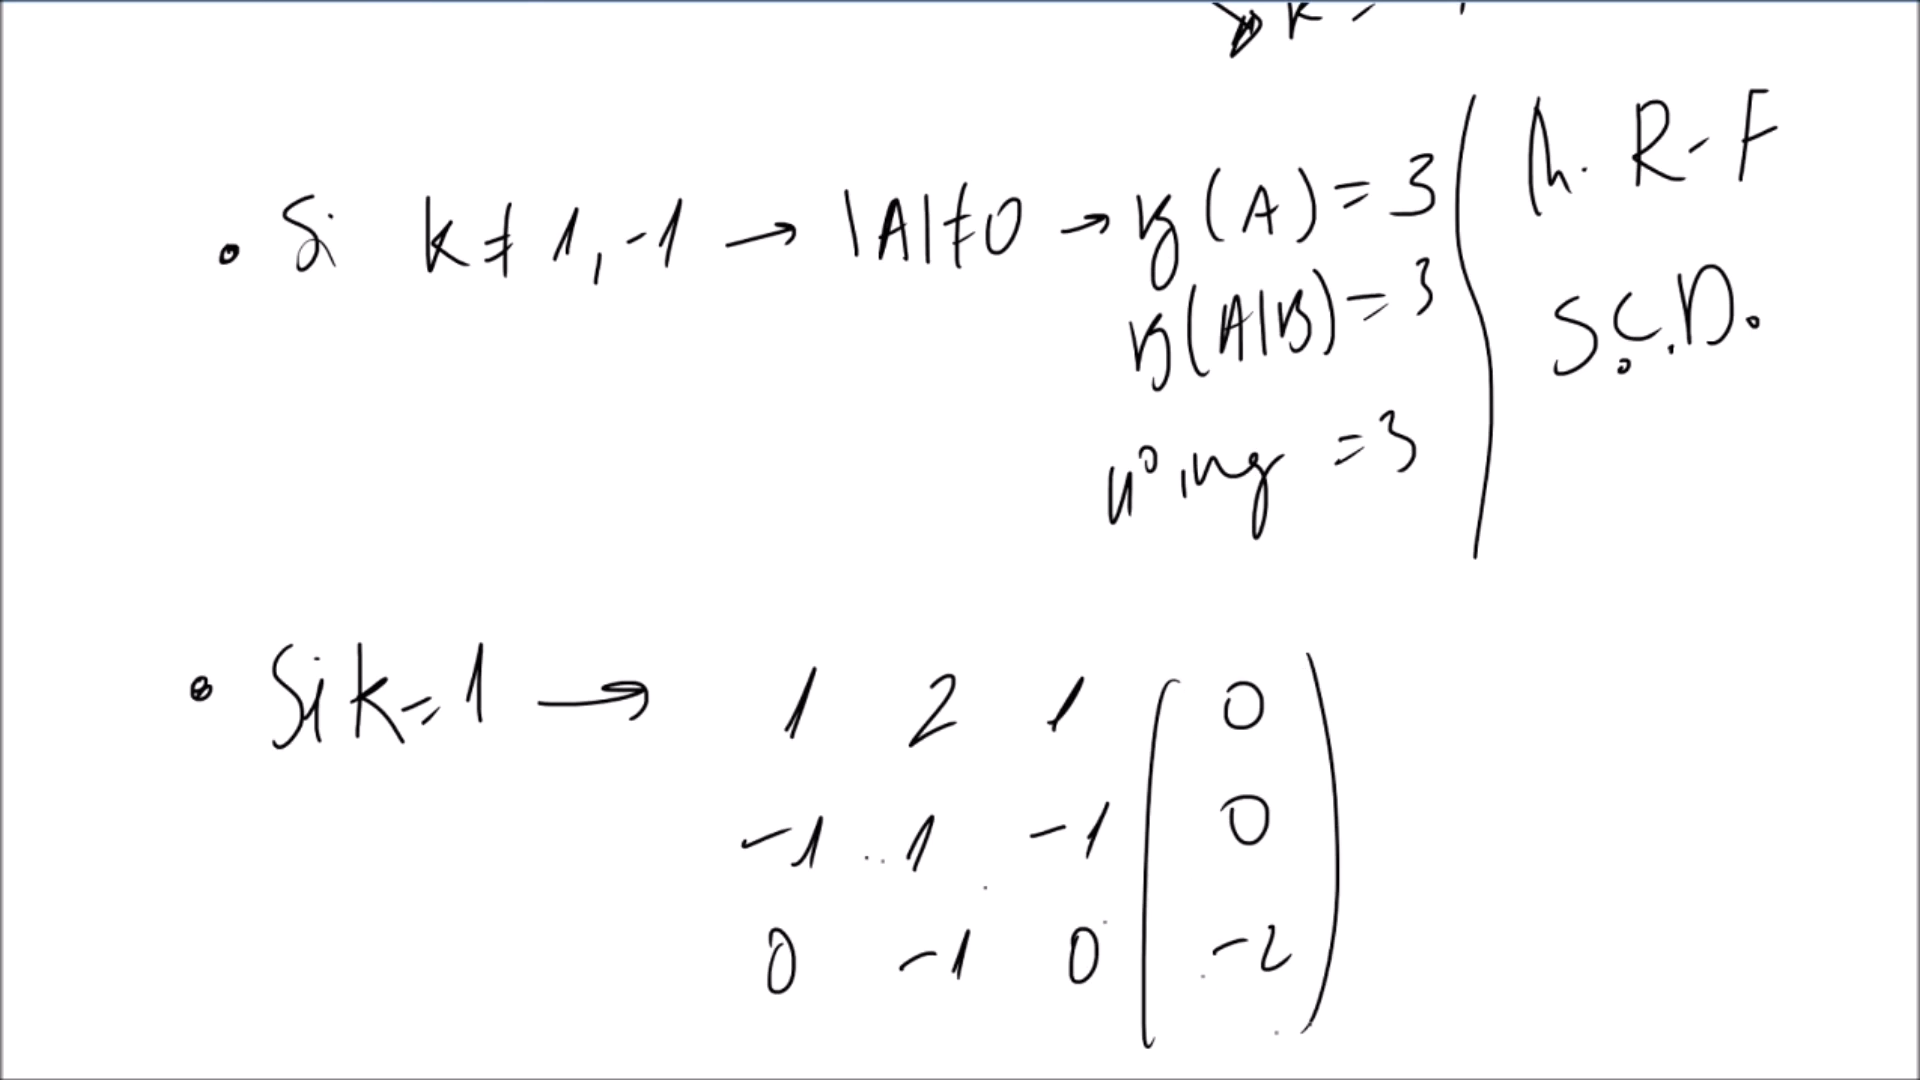 • Si k ≠ 1, -1 → |A| ≠ 0 → rg(A) = 3
rg(A|B) = 3
nº inc = 3
th. R-F
S.C.D.
• Si k = 1 →
1 2 1 | 0
-1 1 -1 | 0
0 -1 0 | -2